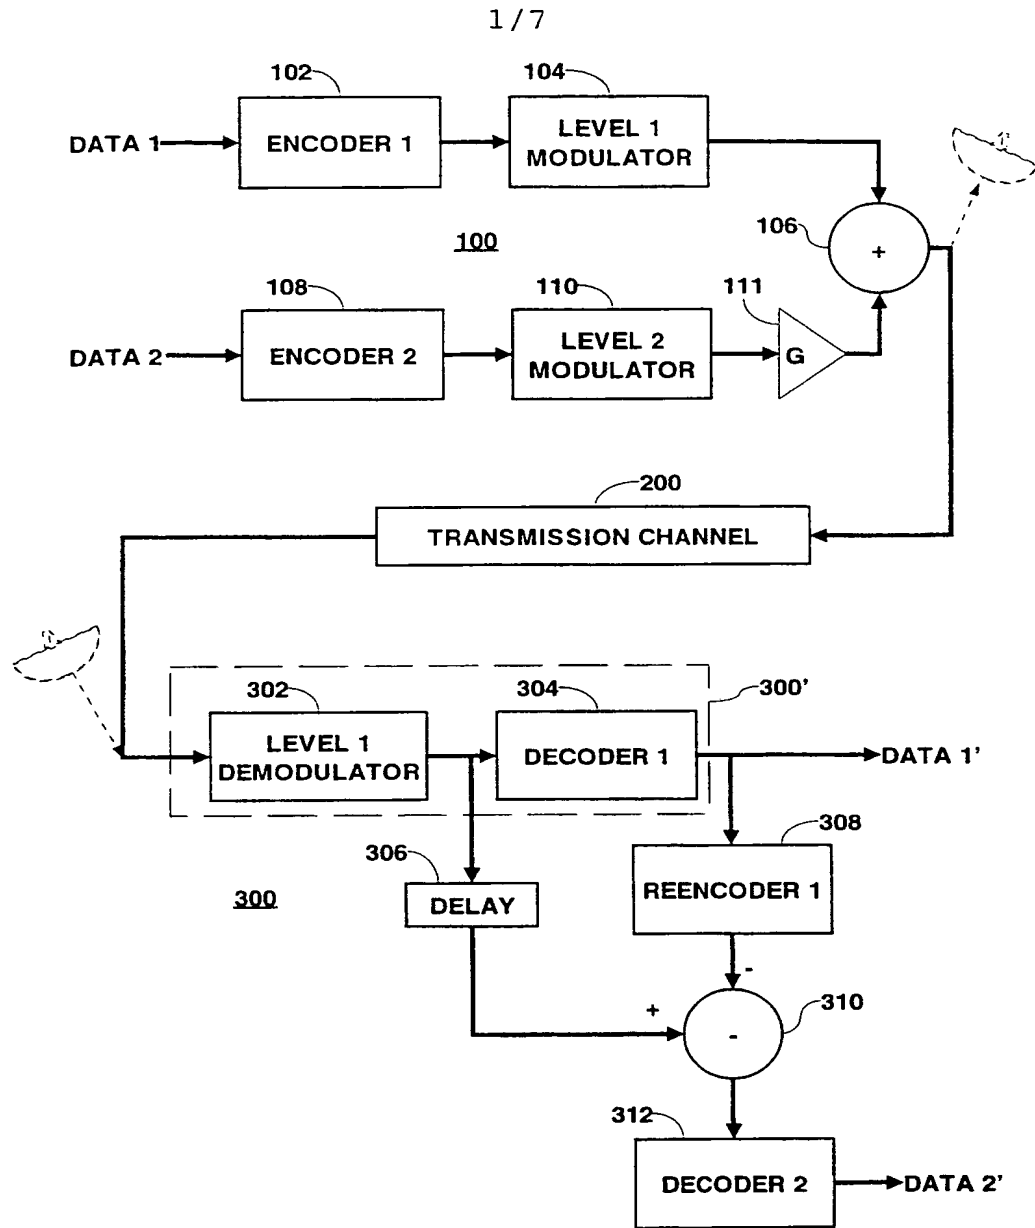 1/7
102
104
DATA 1
ENCODER 1
LEVEL 1
MODULATOR
106
+
100
108
110
111
DATA 2
ENCODER 2
LEVEL 2
MODULATOR
G
200
TRANSMISSION CHANNEL
302
304
300'
LEVEL 1
DEMODULATOR
DECODER 1
DATA 1'
306
308
300
DELAY
REENCODER 1
-
+
310
-
312
DECODER 2
DATA 2'